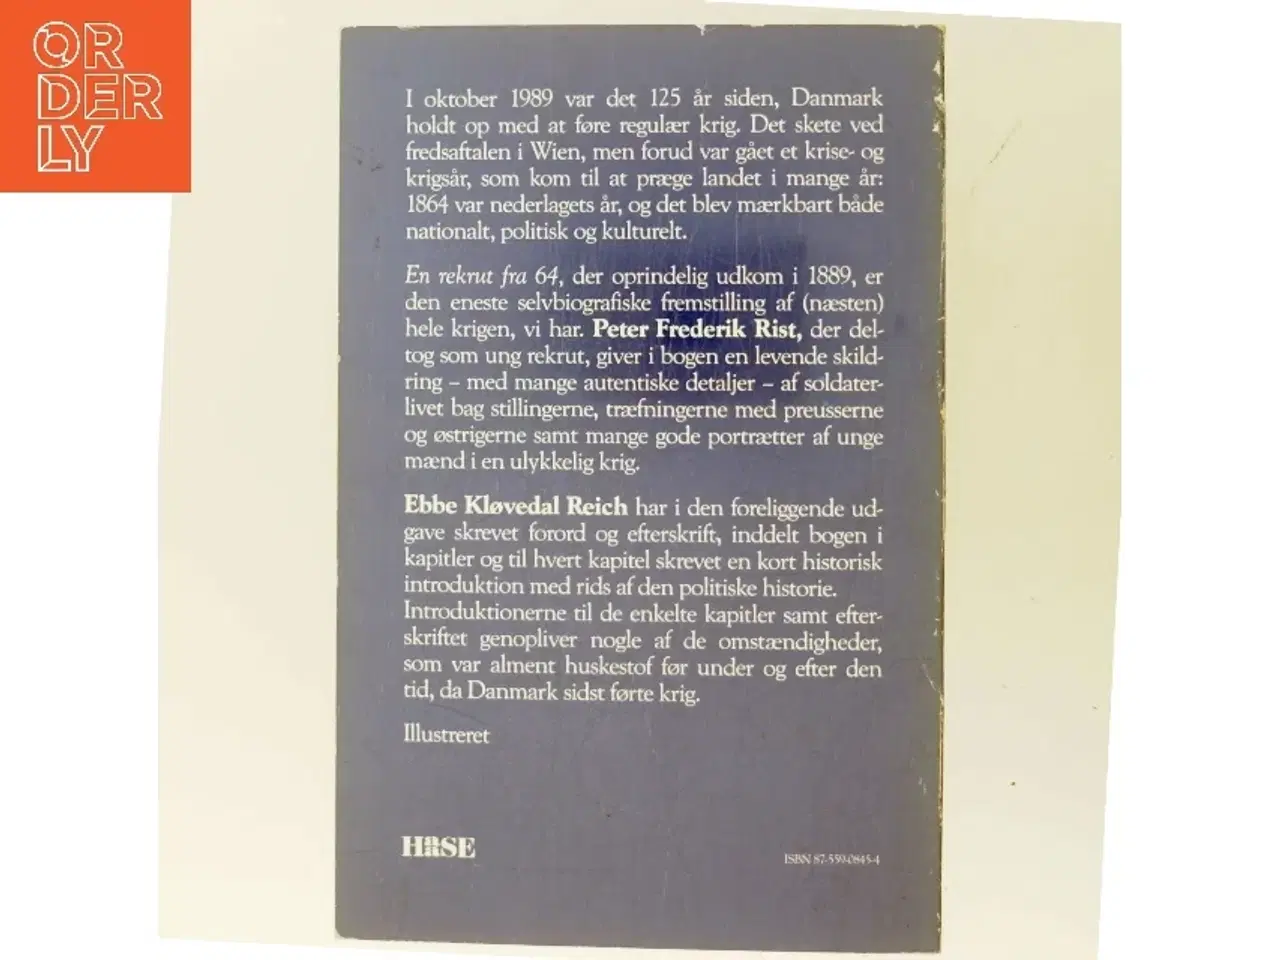 ORDERLY
I oktober 1989 var det 125 år siden, Danmark
holdt op med at føre regulær krig. Det skete ved
fredsaftalen i Wien, men forud var gået et krise- og
krigsår, som kom til at præge landet i mange år:
1864 var nederlagets år, og det blev mærkbart både
nationalt, politisk og kulturelt.
En rekrut fra 64, der oprindelig udkom i 1889, er
den eneste selvbiografiske fremstilling af (næsten)
hele krigen, vi har. Peter Frederik Rist, der del-
tog som ung rekrut, giver i bogen en levende skild-
ring – med mange autentiske detaljer – af soldater-
livet bag stillingerne, træfningerne med preusserne
og østrigerne samt mange gode portrætter af unge
mænd i en ulykkelig krig.
Ebbe Kløvedal Reich har i den foreliggende ud-
gave skrevet forord og efterskrift, inddelt bogen i
kapitler og til hvert kapitel skrevet en kort historisk
introduktion med rids af den politiske historie.
Introduktionerne til de enkelte kapitler samt efter-
skriftet genopliver nogle af de omstændigheder,
som var alment huskestof før under og efter den
tid, da Danmark sidst førte krig.
Illustreret
HaaSE
ISBN 87-559-0845-4